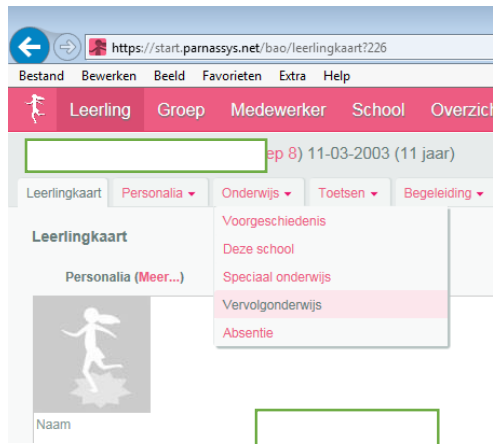 https://start.parnassys.net/bao/leerlingkaart?226
Bestand Bewerken Beeld Favorieten Extra Help
Leerling Groep Medewerker School
ep 8) 11-03-2003 (11 jaar)
Leerlingkaart Personalia Onderwijs Toetsen Begeleiding
Voorgeschiedenis
Deze school
Speciaal onderwijs
Vervolgonderwijs
Absentie
Leerlingkaart
Personalia (Meer...)
Naam